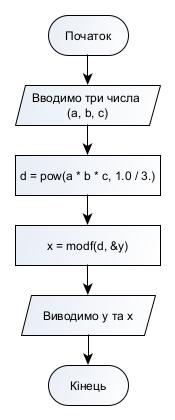 Початок
Вводимо три числа
(a, b, c)
d = pow(a * b * c, 1.0 / 3.)
x = modf(d, &y)
Виводимо y та x
Кінець